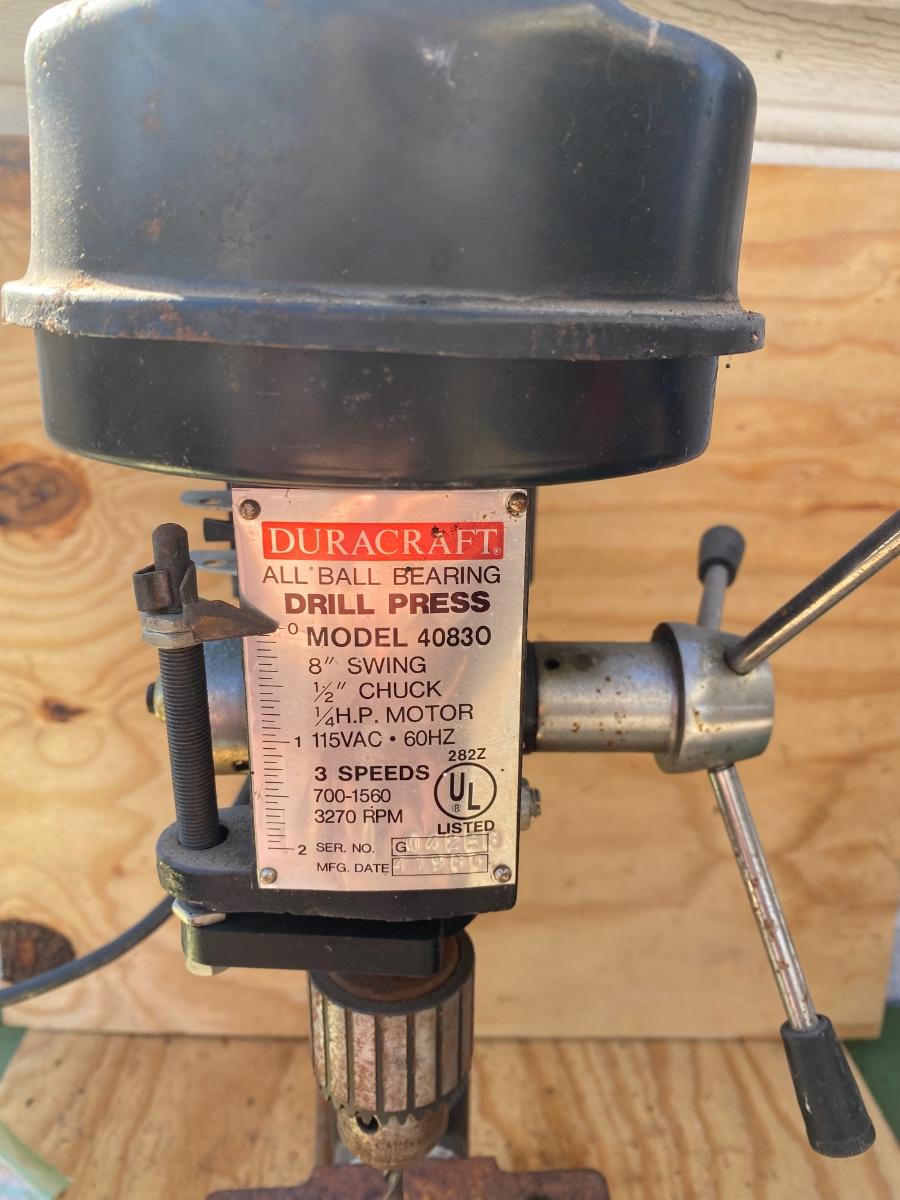 DURACRAFT®
ALL BALL BEARING
DRILL PRESS
0 MODEL 40830
8" SWING
1/2" CHUCK
1/4 H.P. MOTOR
1 115VAC • 60HZ
282Z
3 SPEEDS
700-1560
3270 RPM
UL ®
LISTED
2 SER. NO. G
MFG. DATE